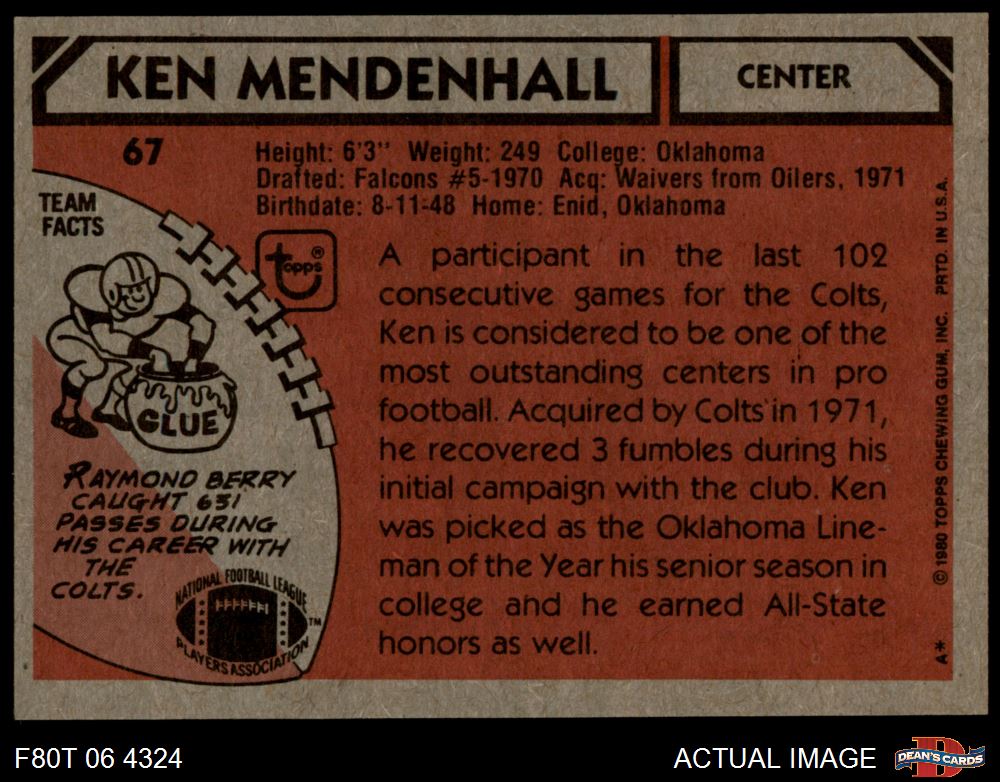 KEN MENDENHALL
CENTER
67
Height: 6'3" Weight: 249 College: Oklahoma
Drafted: Falcons #5-1970 Acq: Waivers from Oilers, 1971
Birthdate: 8-11-48 Home: Enid, Oklahoma
TEAM
FACTS
topps®
GLUE
RAYMOND BERRY
CAUGHT 631
PASSES DURING
HIS CAREER WITH
THE
COLTS.
NATIONAL FOOTBALL LEAGUE
PLAYERS ASSOCIATION
TM
A participant in the last 102
consecutive games for the Colts,
Ken is considered to be one of the
most outstanding centers in pro
football. Acquired by Colts in 1971,
he recovered 3 fumbles during his
initial campaign with the club. Ken
was picked as the Oklahoma Line-
man of the Year his senior season in
college and he earned All-State
honors as well.
A* © 1980 TOPPS CHEWING GUM, INC. PRTD. IN U.S.A.
F80T 06 4324
ACTUAL IMAGE
D
DEAN'S CARDS